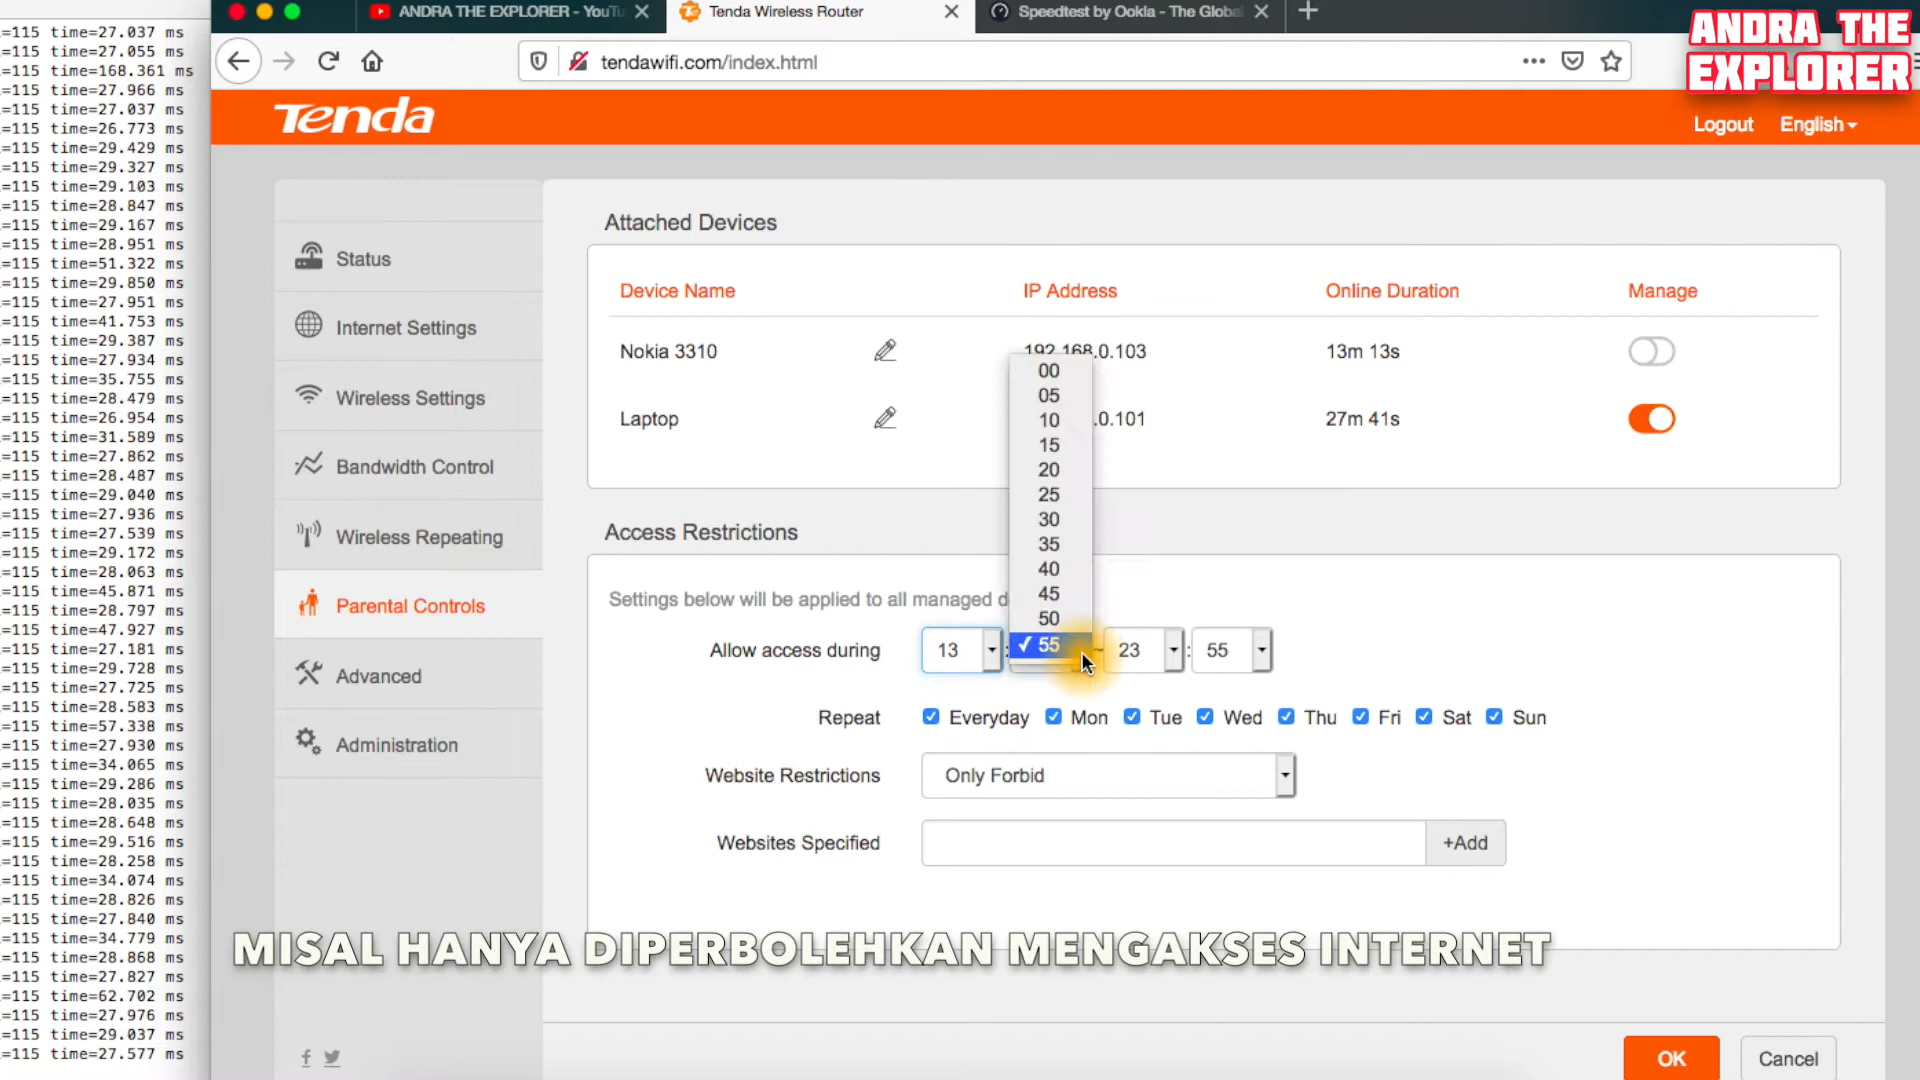 ANDRA THE EXPLORER - YouTu
Tenda Wireless Router
Speedtest by Ookla - The Global
ANDRA THE
EXPLORER
tendawifi.com/index.html
Tenda
Logout
English
=115 time=27.037 ms
=115 time=27.055 ms
=115 time=168.361 ms
=115 time=27.966 ms
=115 time=27.037 ms
=115 time=26.773 ms
=115 time=29.429 ms
=115 time=29.327 ms
=115 time=29.103 ms
=115 time=28.847 ms
=115 time=29.167 ms
=115 time=28.951 ms
=115 time=51.322 ms
=115 time=29.850 ms
=115 time=27.951 ms
=115 time=41.753 ms
=115 time=29.387 ms
=115 time=27.934 ms
=115 time=35.755 ms
=115 time=28.479 ms
=115 time=26.954 ms
=115 time=31.589 ms
=115 time=27.862 ms
=115 time=28.487 ms
=115 time=29.040 ms
=115 time=27.936 ms
=115 time=27.539 ms
=115 time=29.172 ms
=115 time=28.063 ms
=115 time=45.871 ms
=115 time=28.797 ms
=115 time=47.927 ms
=115 time=27.181 ms
=115 time=29.728 ms
=115 time=27.725 ms
=115 time=28.583 ms
=115 time=57.338 ms
=115 time=27.930 ms
=115 time=34.065 ms
=115 time=29.286 ms
=115 time=28.035 ms
=115 time=28.648 ms
=115 time=29.516 ms
=115 time=28.258 ms
=115 time=34.074 ms
=115 time=28.826 ms
=115 time=27.840 ms
=115 time=34.779 ms
=115 time=28.868 ms
=115 time=27.827 ms
=115 time=62.702 ms
=115 time=27.976 ms
=115 time=29.037 ms
=115 time=27.577 ms
Status
Internet Settings
Wireless Settings
Bandwidth Control
Wireless Repeating
Parental Controls
Advanced
Administration
Attached Devices
Device Name IP Address Online Duration Manage
Nokia 3310 192.168.0.103 13m 13s
Laptop .0.101 27m 41s
00
05
10
15
20
25
30
35
40
45
50
✓ 55
Access Restrictions
Settings below will be applied to all managed d
Allow access during 13 : ~ 23 : 55
Repeat Everyday Mon Tue Wed Thu Fri Sat Sun
Website Restrictions Only Forbid
Websites Specified +Add
MISAL HANYA DIPERBOLEHKAN MENGAKSES INTERNET
OK Cancel